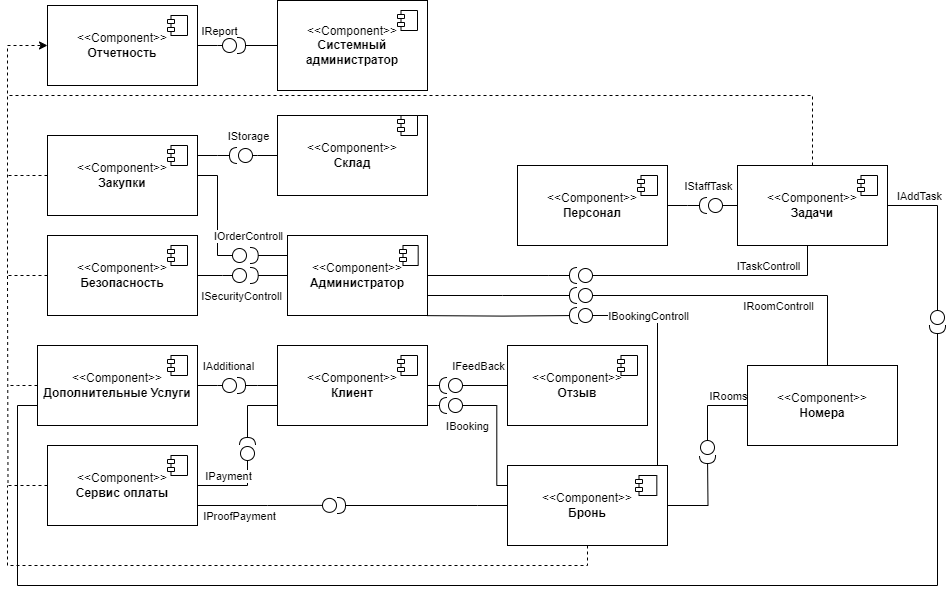 <<Component>>
Отчетность
IReport
<<Component>>
Системный
администратор
<<Component>>
Закупки
IStorage
<<Component>>
Склад
<<Component>>
Персонал
IStaffTask
<<Component>>
Задачи
IAddTask
IOrderControll
<<Component>>
Безопасность
ISecurityControll
<<Component>>
Администратор
ITaskControll
IRoomControll
IBookingControll
<<Component>>
Дополнительные Услуги
IAdditional
<<Component>>
Клиент
IFeedBack
<<Component>>
Отзыв
IBooking
IRooms
<<Component>>
Номера
<<Component>>
Сервис оплаты
IPayment
IProofPayment
<<Component>>
Бронь